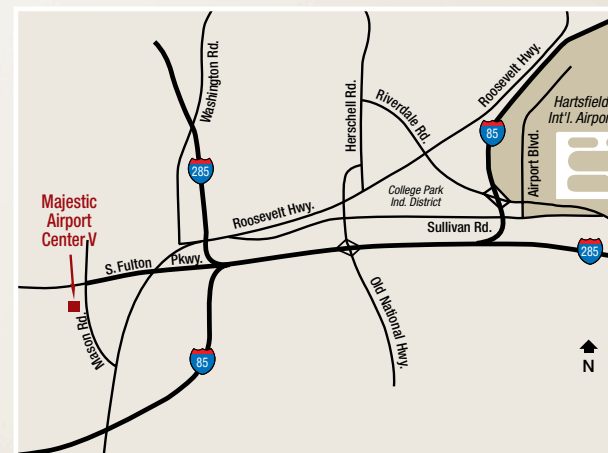 Washington Rd.
Herschell Rd.
Riverdale Rd.
Roosevelt Hwy.
Hartsfield
Int'l. Airpor
85
Airport Blvd.
285
College Park
Ind. District
Majestic
Airport
Center V
Roosevelt Hwy.
Sullivan Rd.
S. Fulton Pkwy.
285
Old National Hwy.
Mason Rd.
85
N